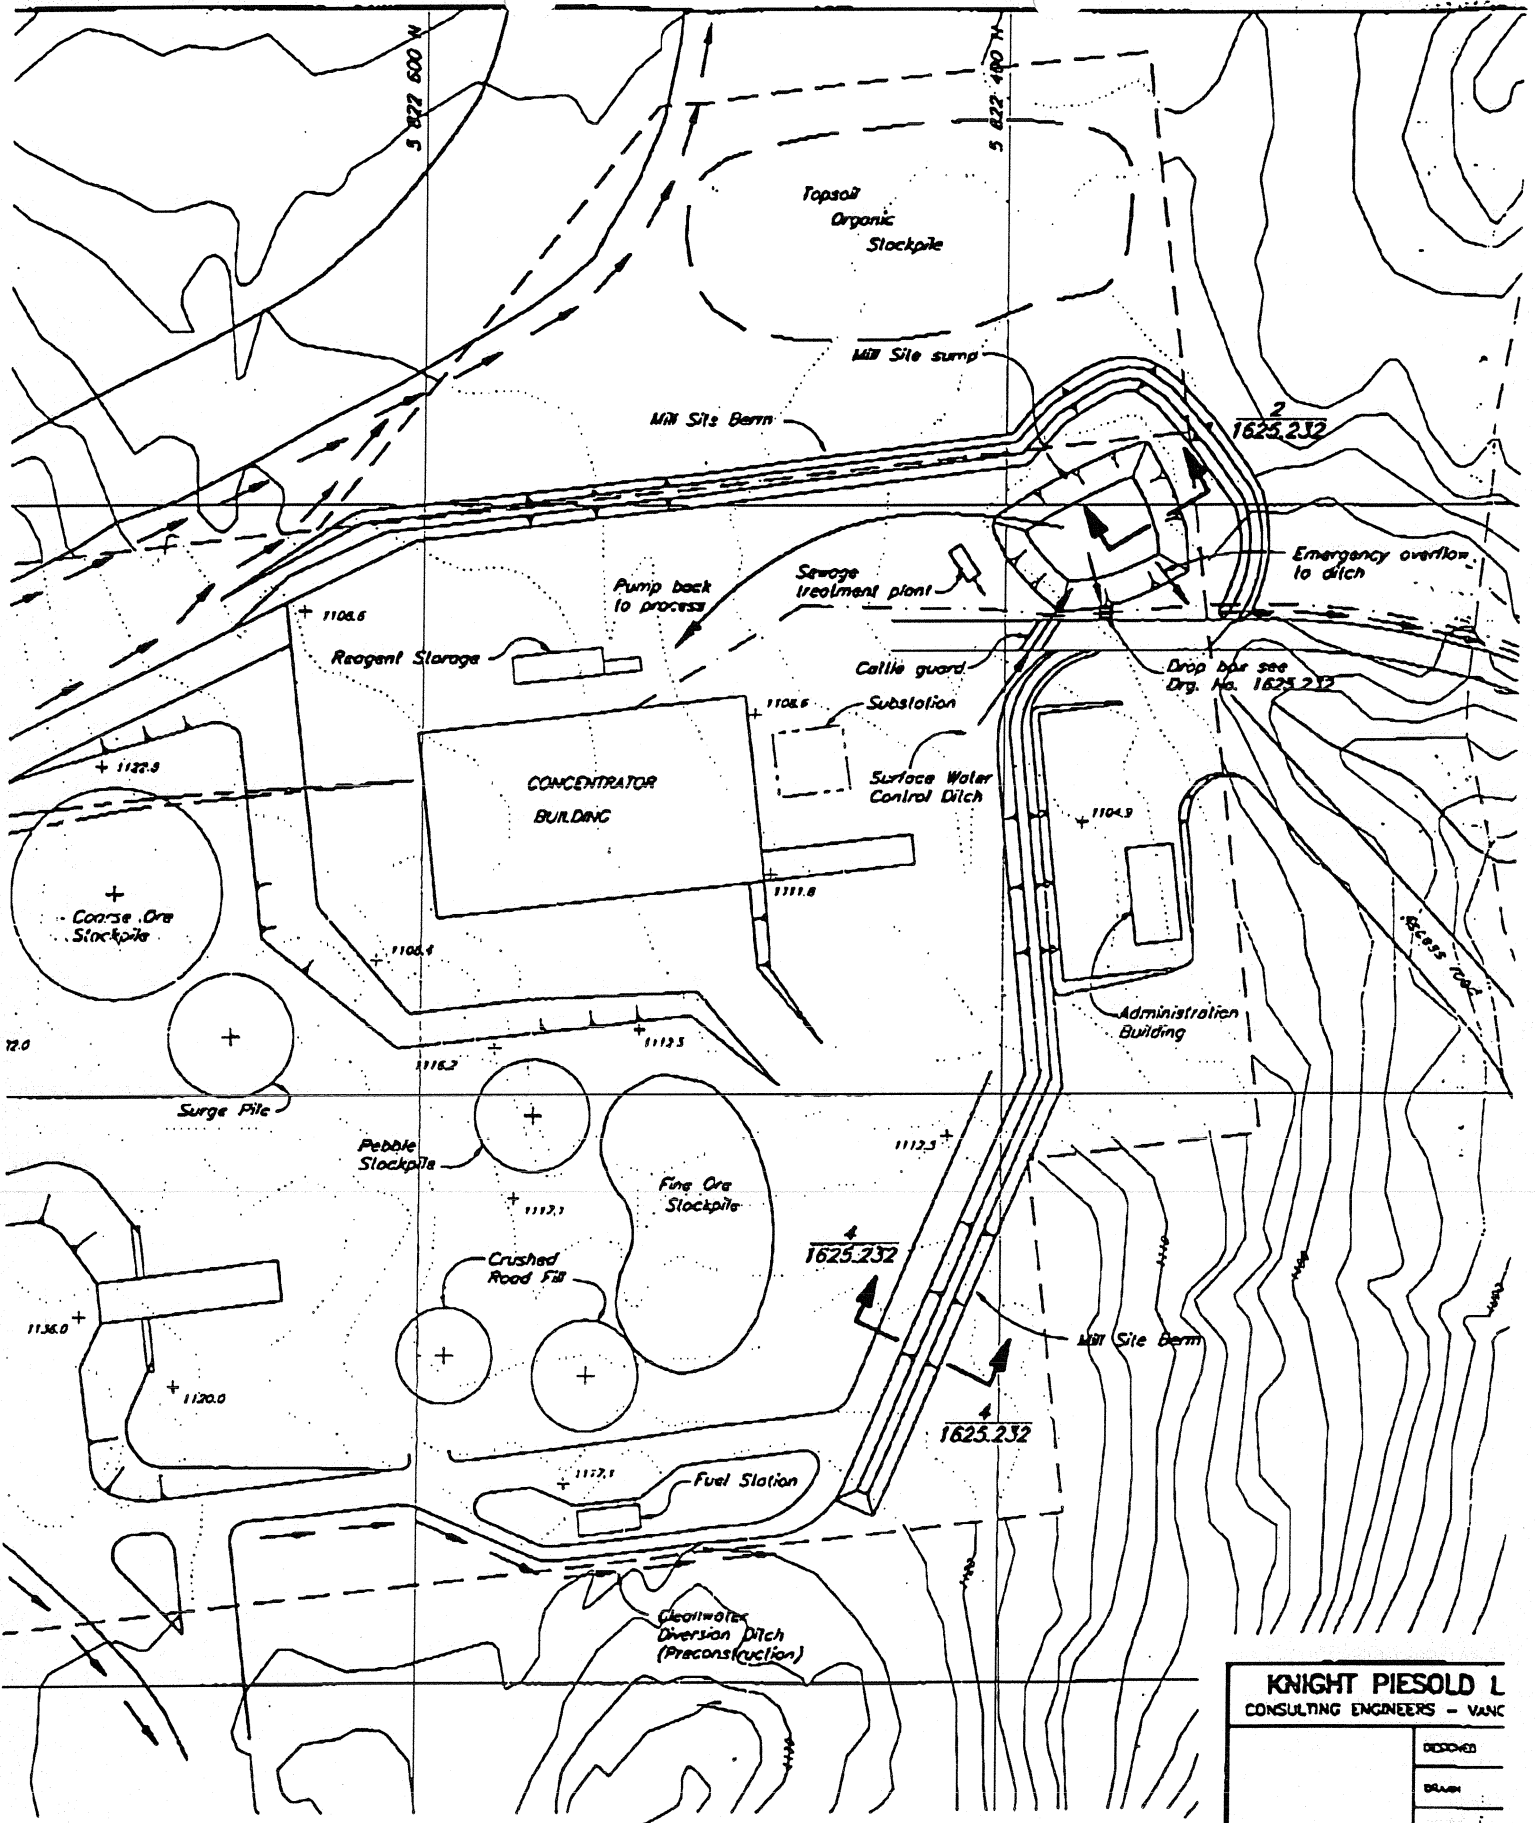 5 822 600 N
5 822 400 N
Topsoil
Organic
Stockpile
Mill Site sump
Mill Site Berm
2
1625.232
Emergency overflow
to ditch
Sewage
treatment plant
Pump back
to process
1108.6
Reagent Storage
Cattle guard
Drop box see
Drg. No. 1625.232
Substation
1108.6
1122.9
CONCENTRATOR
BUILDING
Surface Water
Control Ditch
1104.9
1111.8
Coarse Ore
Stockpile
1108.4
Administration
Building
72.0
1112.5
1116.2
Surge Pile
Pebble
Stockpile
1112.5
Fine Ore
Stockpile
1117.1
4
1625.232
Crushed
Road Fill
1136.0
Mill Site Berm
1120.0
4
1625.232
1117.1
Fuel Station
Clearwater
Diversion Ditch
(Preconstruction)
KNIGHT PIESOLD L
CONSULTING ENGINEERS - VANC
DESIGNED
DRAWN